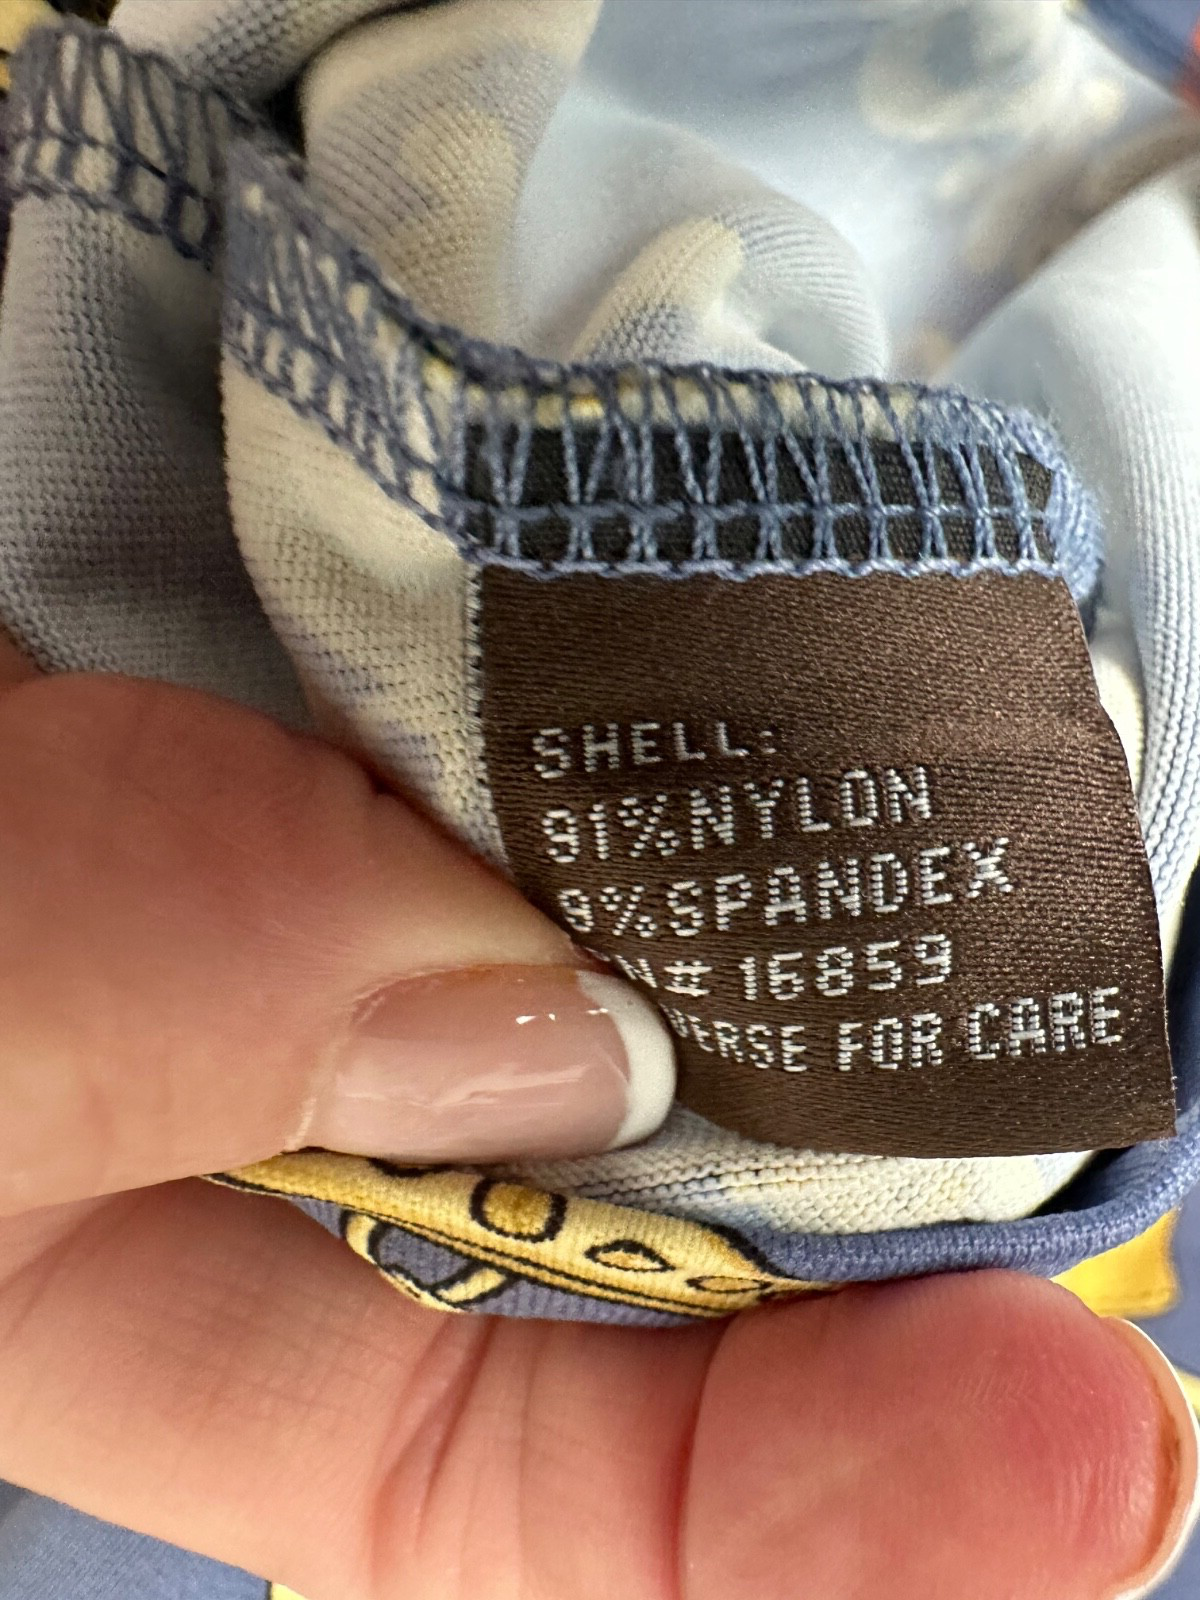 SHELL:
91%NYLON
9%SPANDEX
N# 16859
FOR CARE